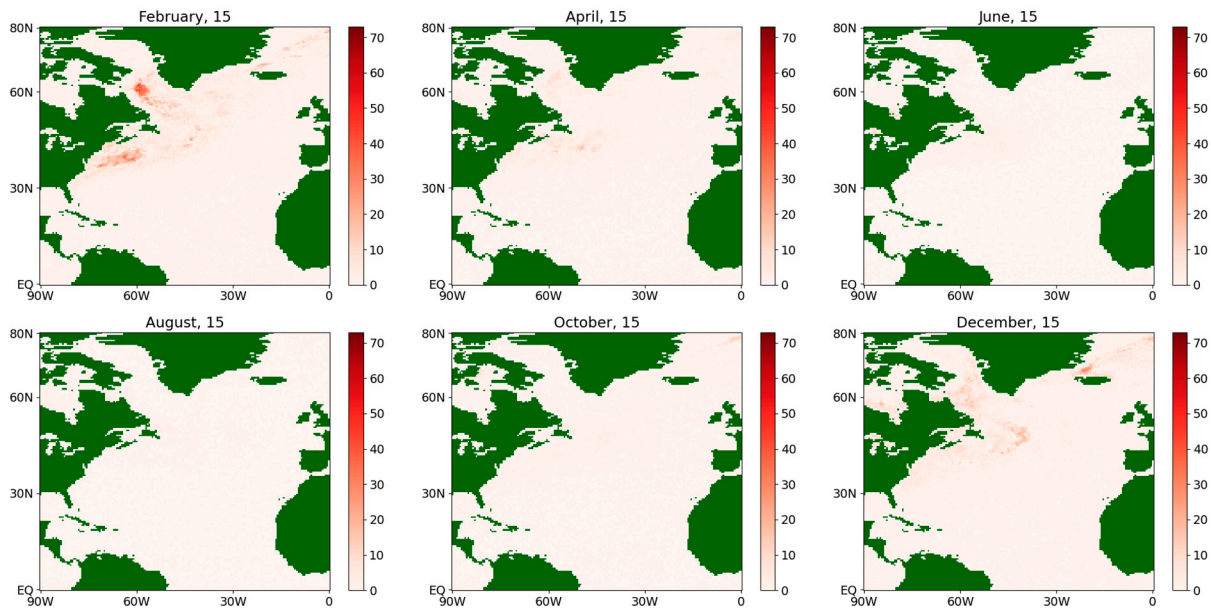 February, 15
April, 15
June, 15
80N
60N
30N
EQ
90W 60W 30W 0
70
60
50
40
30
20
10
0
80N
60N
30N
EQ
90W 60W 30W 0
70
60
50
40
30
20
10
0
80N
60N
30N
EQ
90W 60W 30W 0
70
60
50
40
30
20
10
0
August, 15
October, 15
December, 15
80N
60N
30N
EQ
90W 60W 30W 0
70
60
50
40
30
20
10
0
80N
60N
30N
EQ
90W 60W 30W 0
70
60
50
40
30
20
10
0
80N
60N
30N
EQ
90W 60W 30W 0
70
60
50
40
30
20
10
0